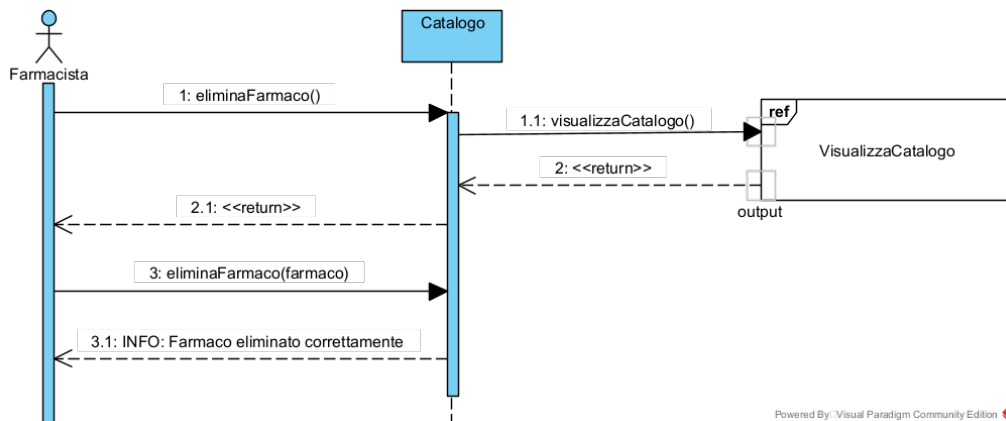 Catalogo
Farmacista
1: eliminaFarmaco()
1.1: visualizzaCatalogo()
ref
VisualizzaCatalogo
2: <<return>>
output
2.1: <<return>>
3: eliminaFarmaco(farmaco)
3.1: INFO: Farmaco eliminato correttamente
Powered By Visual Paradigm Community Edition